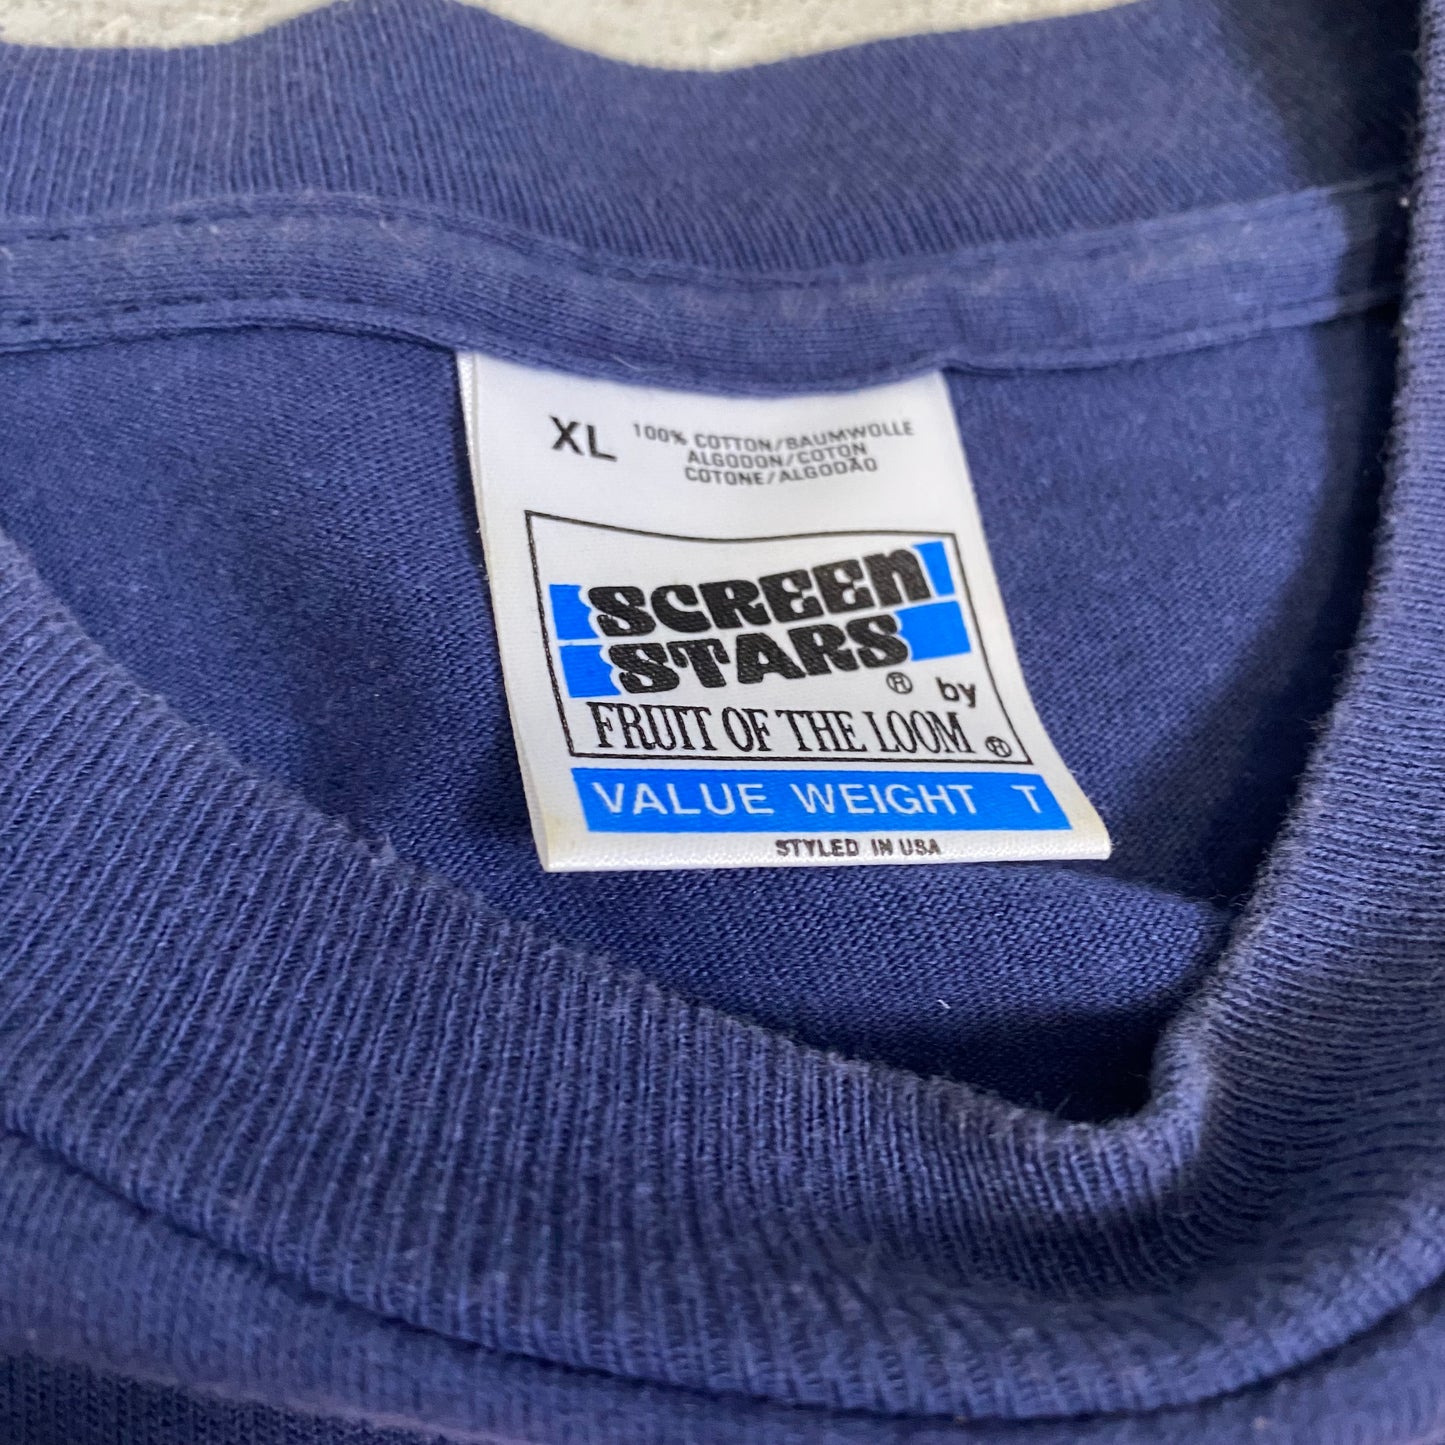 XL 100% COTTON/BAUMWOLLE
ALGODON/COTON
COTONE/ALGODÃO
SCREEN
STARS ® by
FRUIT OF THE LOOM ®
VALUE WEIGHT T
STYLED IN USA